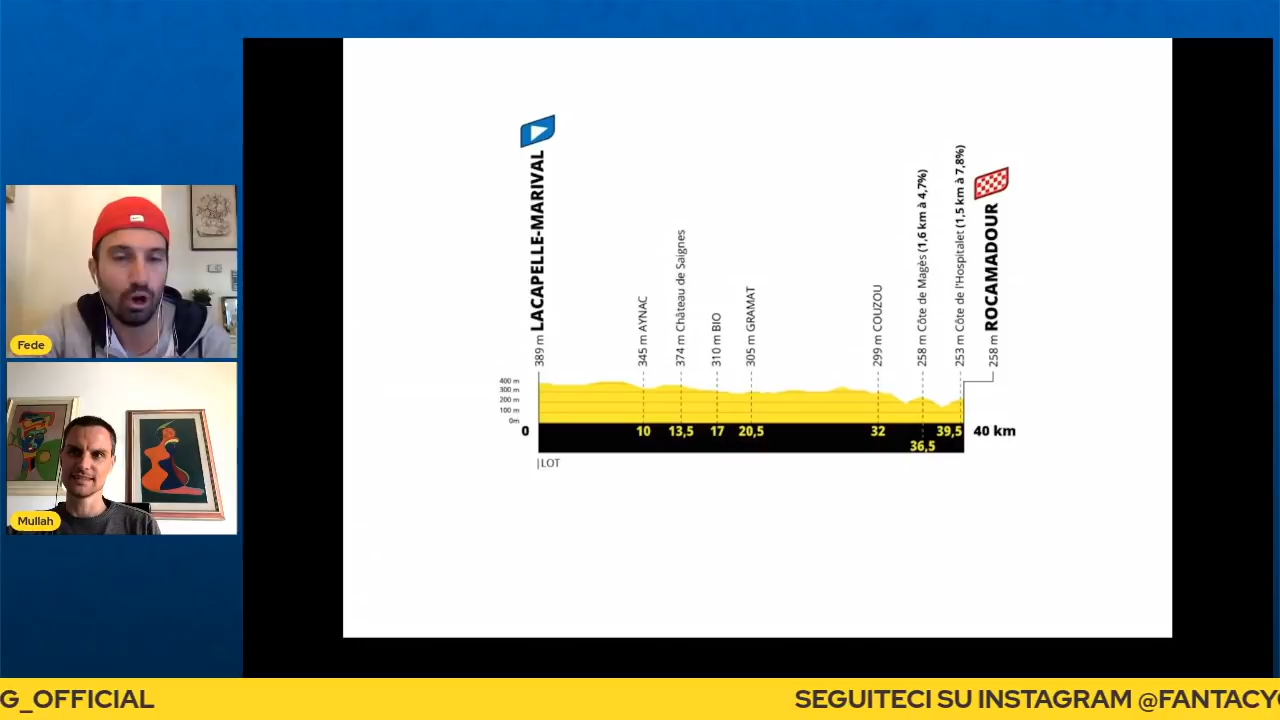 LACAPELLE-MARIVAL
389 m
345 m AYNAC
374 m Château de Saignes
310 m BIO
305 m GRAMAT
299 m COUZOU
258 m Côte de Magès (1,6 km à 4,7%)
253 m Côte de l'Hospitalet (1,5 km à 7,8%)
258 m ROCAMADOUR
400 m
300 m
200 m
100 m
0m
0 10 13,5 17 20,5 32 36,5 39,5 40 km
LOT
Fede
Mullah
G_OFFICIAL
SEGUITECI SU INSTAGRAM @FANTACY